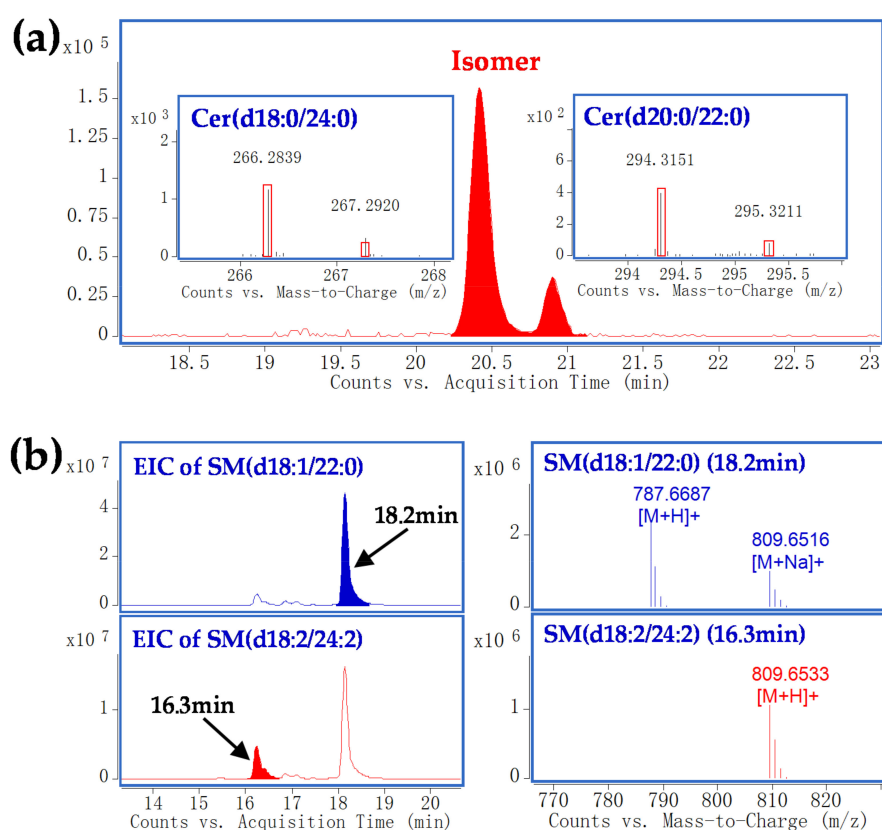 (a)
x10 5
Isomer
1.5
1.25
1
0.75
0.5
0.25
0
Cer(d18:0/24:0)
x10 3
2
1
0
266.2839
267.2920
266 267 268
Counts vs. Mass-to-Charge (m/z)
Cer(d20:0/22:0)
x10 2
6
4
2
0
294.3151
295.3211
294 294.5 295 295.5
Counts vs. Mass-to-Charge (m/z)
18.5 19 19.5 20 20.5 21 21.5 22 22.5 23
Counts vs. Acquisition Time (min)
(b)
x10 7
EIC of SM(d18:1/22:0)
4
2
0
18.2min
x10 7
EIC of SM(d18:2/24:2)
1
0
16.3min
14 15 16 17 18 19 20
Counts vs. Acquisition Time (min)
x10 6
SM(d18:1/22:0) (18.2min)
2
0
787.6687
[M+H]+
809.6516
[M+Na]+
x10 6
SM(d18:2/24:2) (16.3min)
1
0
809.6533
[M+H]+
770 780 790 800 810 820
Counts vs. Mass-to-Charge (m/z)